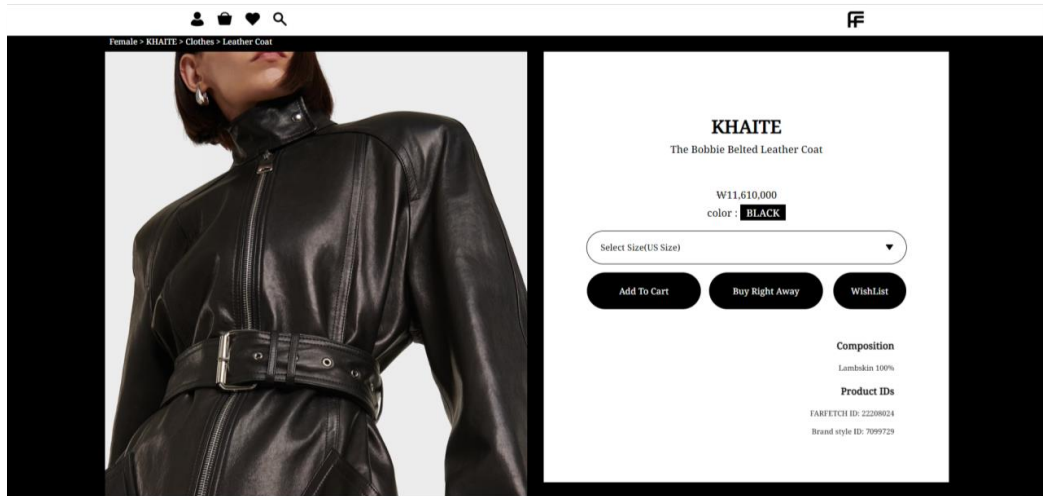 Female > KHAITE > Clothes > Leather Coat
KHAITE
The Bobbie Belted Leather Coat
W11,610,000
color : BLACK
Select Size(US Size)
Add To Cart
Buy Right Away
WishList
Composition
Lambskin 100%
Product IDs
FARFETCH ID: 22208024
Brand style ID: 7099729